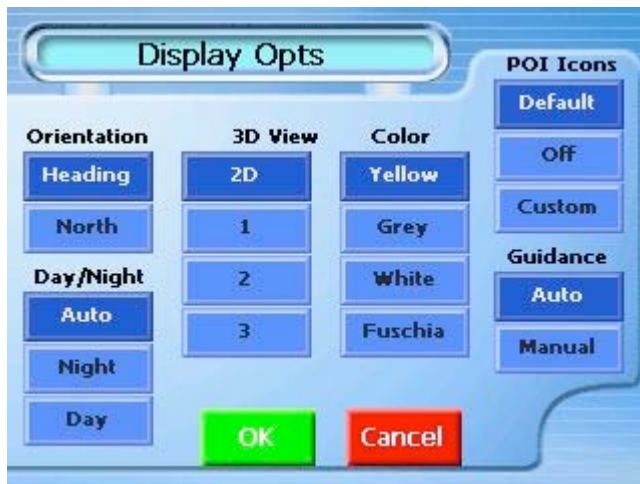 Display Opts
Orientation
Heading
North
Day/Night
Auto
Night
Day
3D View
2D
1
2
3
Color
Yellow
Grey
White
Fuschia
POI Icons
Default
Off
Custom
Guidance
Auto
Manual
OK
Cancel